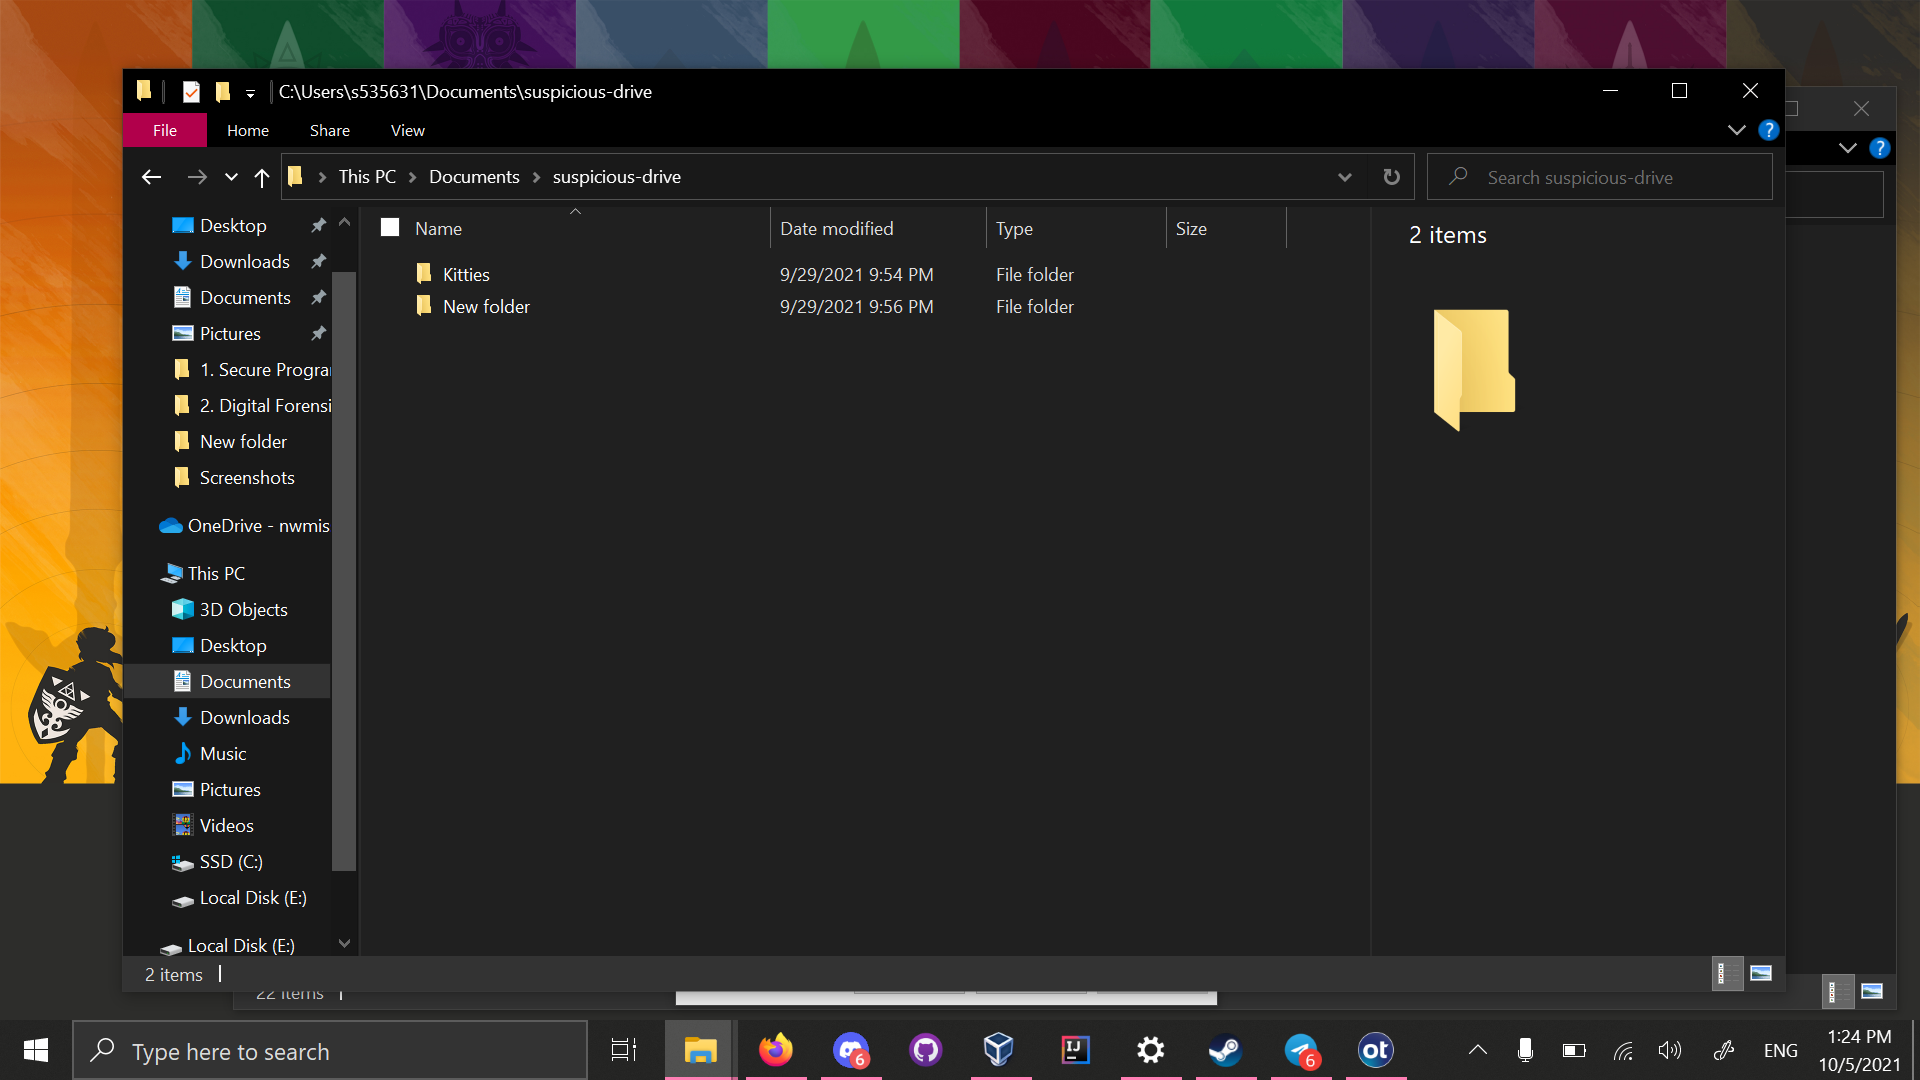 C:\Users\s535631\Documents\suspicious-drive
File Home Share View
This PC Documents suspicious-drive
Search suspicious-drive
Name Date modified Type Size
Kitties 9/29/2021 9:54 PM File folder
New folder 9/29/2021 9:56 PM File folder
2 items
Desktop
Downloads
Documents
Pictures
1. Secure Progra
2. Digital Forensi
New folder
Screenshots
OneDrive - nwmis
This PC
3D Objects
Desktop
Documents
Downloads
Music
Pictures
Videos
SSD (C:)
Local Disk (E:)
Local Disk (E:)
2 items
22 items
Type here to search
6
IJ
6
ot
ENG
1:24 PM
10/5/2021